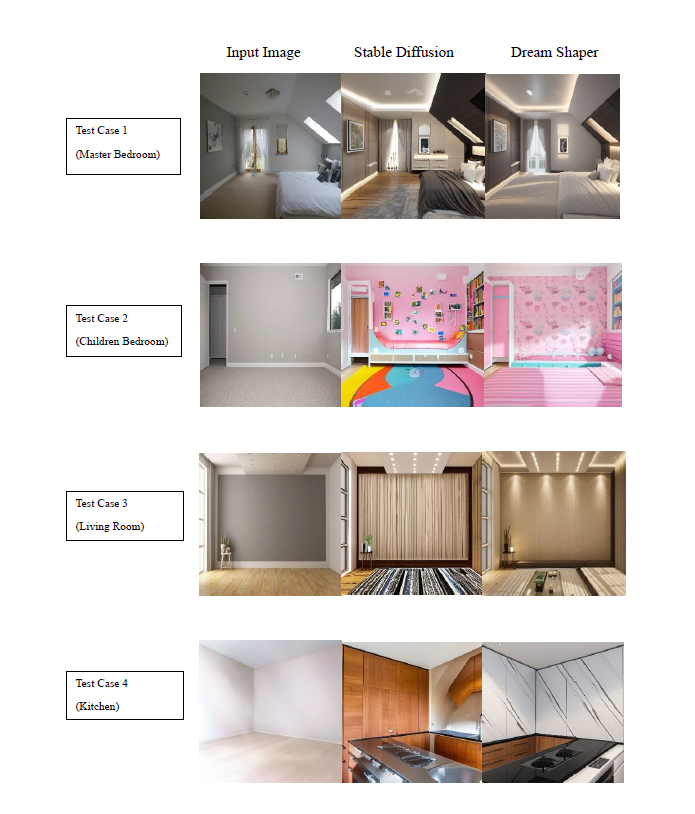 Input Image Stable Diffusion Dream Shaper
Test Case 1
(Master Bedroom)
Test Case 2
(Children Bedroom)
Test Case 3
(Living Room)
Test Case 4
(Kitchen)